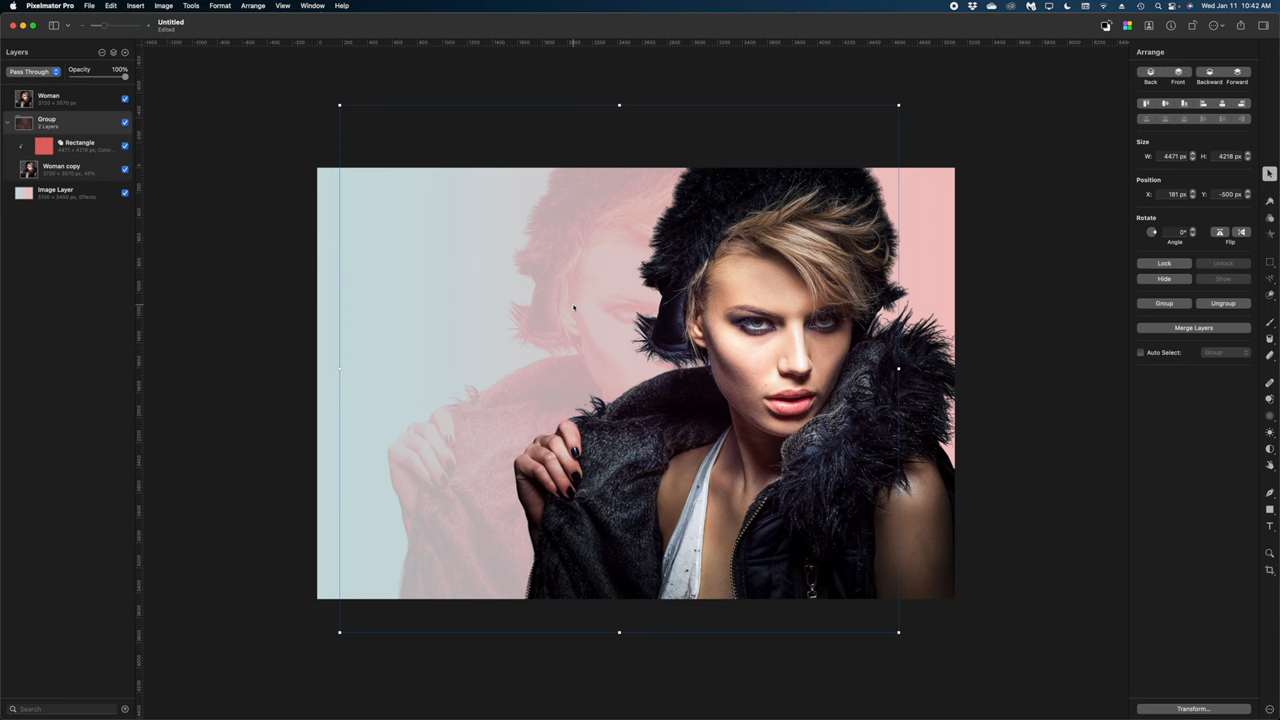 Pixelmator Pro File Edit Insert Image Tools Format Arrange View Window Help Wed Jan 11 10:42 AM
Untitled
Edited
Layers
Pass Through Opacity 100%
Woman
3720 × 3570 px
Group
2 Layers
Rectangle
4471 × 4218 px, Color...
Woman copy
3720 × 3570 px, 45%
Image Layer
5100 × 3450 px, Effects
Search
Arrange
Back Front Backward Forward
Size
W: 4471 px H: 4218 px
Position
X: 181 px Y: -500 px
Rotate
0°
Angle Flip
Lock Unlock
Hide Show
Group Ungroup
Merge Layers
Auto Select: Group
Transform...